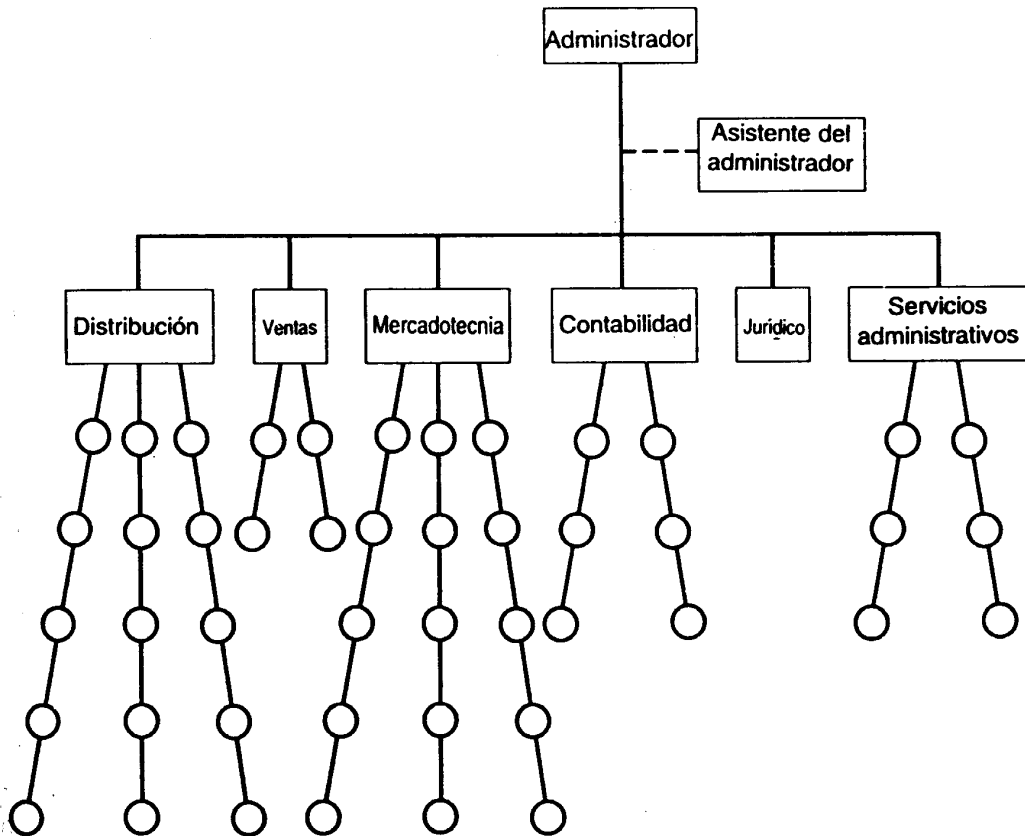 Administrador
Asistente del
administrador
Distribución
Ventas
Mercadotecnia
Contabilidad
Jurídico
Servicios
administrativos